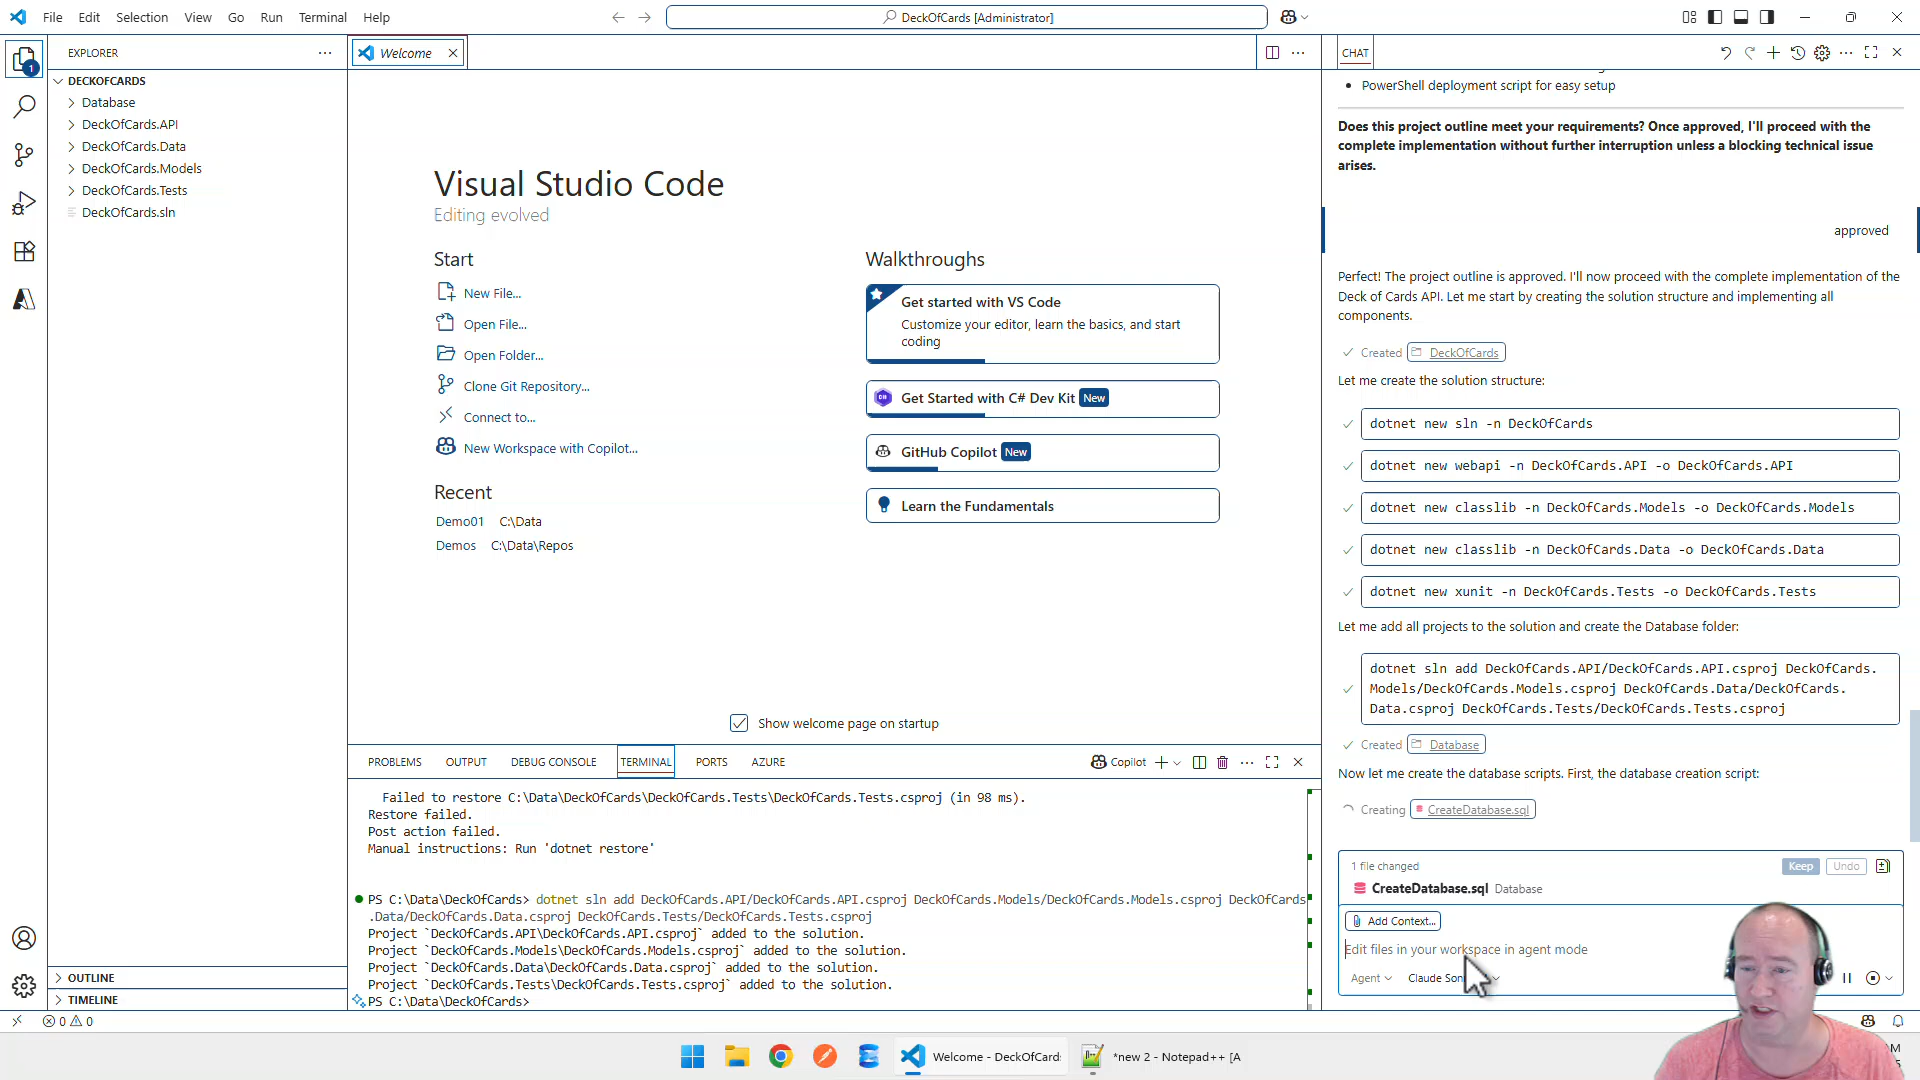 File Edit Selection View Go Run Terminal Help
DeckOfCards [Administrator]
EXPLORER
1
DECKOFCARDS
Database
DeckOfCards.API
DeckOfCards.Data
DeckOfCards.Models
DeckOfCards.Tests
DeckOfCards.sln
OUTLINE
TIMELINE
Welcome
Visual Studio Code
Editing evolved
Start
New File...
Open File...
Open Folder...
Clone Git Repository...
Connect to...
New Workspace with Copilot...
Recent
Demo01 C:\Data
Demos C:\Data\Repos
Walkthroughs
Get started with VS Code
Customize your editor, learn the basics, and start
coding
Get Started with C# Dev Kit New
GitHub Copilot New
Learn the Fundamentals
Show welcome page on startup
PROBLEMS OUTPUT DEBUG CONSOLE TERMINAL PORTS AZURE
Copilot
Failed to restore C:\Data\DeckOfCards\DeckOfCards.Tests\DeckOfCards.Tests.csproj (in 98 ms).
Restore failed.
Post action failed.
Manual instructions: Run 'dotnet restore'
PS C:\Data\DeckOfCards> dotnet sln add DeckOfCards.API/DeckOfCards.API.csproj DeckOfCards.Models/DeckOfCards.Models.csproj DeckOfCards
.Data/DeckOfCards.Data.csproj DeckOfCards.Tests/DeckOfCards.Tests.csproj
Project `DeckOfCards.API\DeckOfCards.API.csproj` added to the solution.
Project `DeckOfCards.Models\DeckOfCards.Models.csproj` added to the solution.
Project `DeckOfCards.Data\DeckOfCards.Data.csproj` added to the solution.
Project `DeckOfCards.Tests\DeckOfCards.Tests.csproj` added to the solution.
PS C:\Data\DeckOfCards>
CHAT
PowerShell deployment script for easy setup
Does this project outline meet your requirements? Once approved, I'll proceed with the
complete implementation without further interruption unless a blocking technical issue
arises.
approved
Perfect! The project outline is approved. I'll now proceed with the complete implementation of the
Deck of Cards API. Let me start by creating the solution structure and implementing all
components.
Created DeckOfCards
Let me create the solution structure:
dotnet new sln -n DeckOfCards
dotnet new webapi -n DeckOfCards.API -o DeckOfCards.API
dotnet new classlib -n DeckOfCards.Models -o DeckOfCards.Models
dotnet new classlib -n DeckOfCards.Data -o DeckOfCards.Data
dotnet new xunit -n DeckOfCards.Tests -o DeckOfCards.Tests
Let me add all projects to the solution and create the Database folder:
dotnet sln add DeckOfCards.API/DeckOfCards.API.csproj DeckOfCards.
Models/DeckOfCards.Models.csproj DeckOfCards.Data/DeckOfCards.
Data.csproj DeckOfCards.Tests/DeckOfCards.Tests.csproj
Created Database
Now let me create the database scripts. First, the database creation script:
Creating CreateDatabase.sql
1 file changed Keep Undo
CreateDatabase.sql Database
Add Context...
Edit files in your workspace in agent mode
Agent Claude Son
0 0
Welcome - DeckOfCard
*new 2 - Notepad++ [A